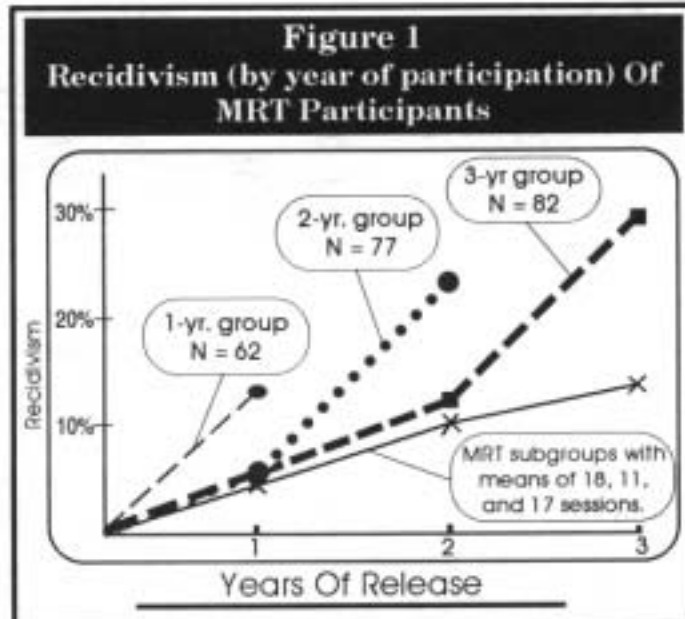 Figure 1
Recidivism (by year of participation) Of
MRT Participants
30%
20%
10%
Recidivism
3-yr group
N = 82
2-yr. group
N = 77
1-yr. group
N = 62
MRT subgroups with
means of 18, 11,
and 17 sessions.
1
2
3
Years Of Release